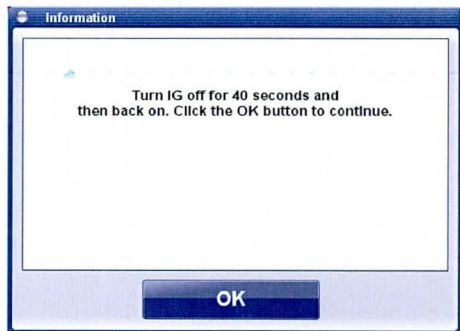 Information
Turn IG off for 40 seconds and
then back on. Click the OK button to continue.
OK